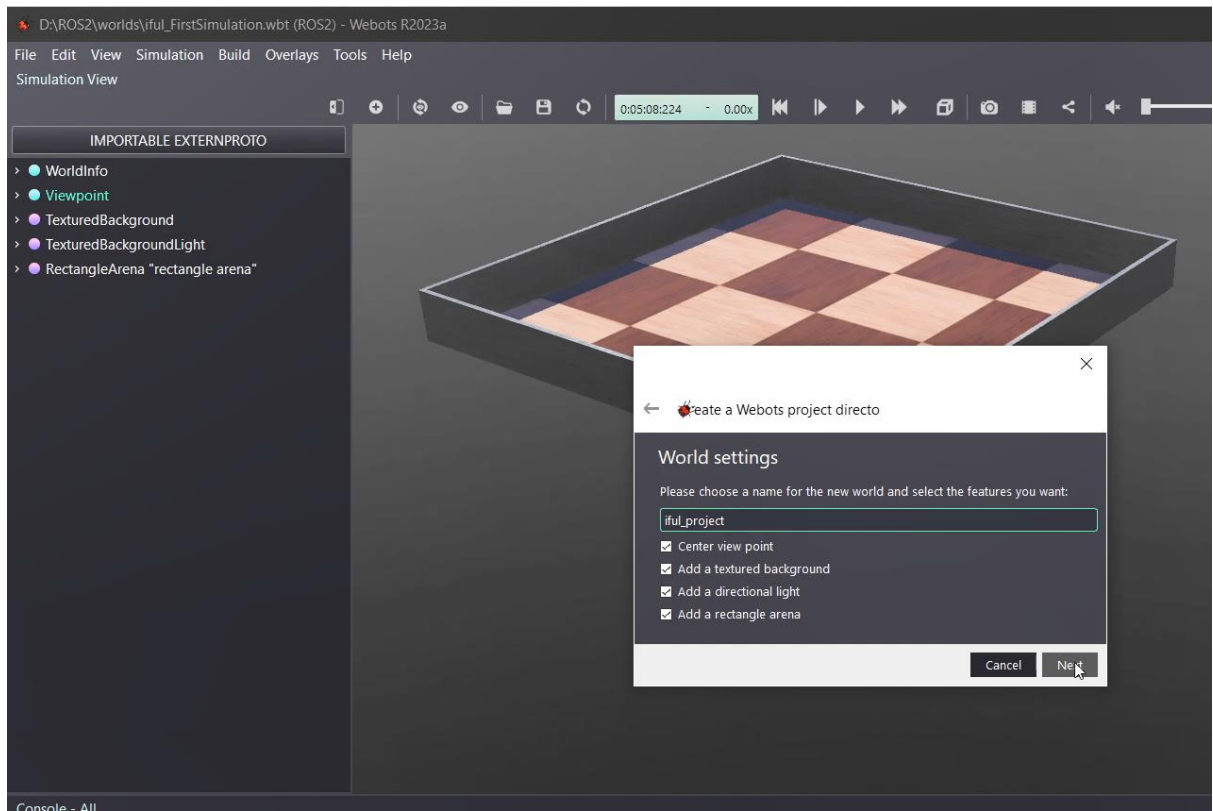 D:\ROS2\worlds\iful_FirstSimulation.wbt (ROS2) - Webots R2023a
File Edit View Simulation Build Overlays Tools Help
Simulation View
0:05:08:224 - 0.00x
IMPORTABLE EXTERNPROTO
WorldInfo
Viewpoint
TexturedBackground
TexturedBackgroundLight
RectangleArena "rectangle arena"
eate a Webots project directo
World settings
Please choose a name for the new world and select the features you want:
iful_project
Center view point
Add a textured background
Add a directional light
Add a rectangle arena
Cancel Next
Console - All